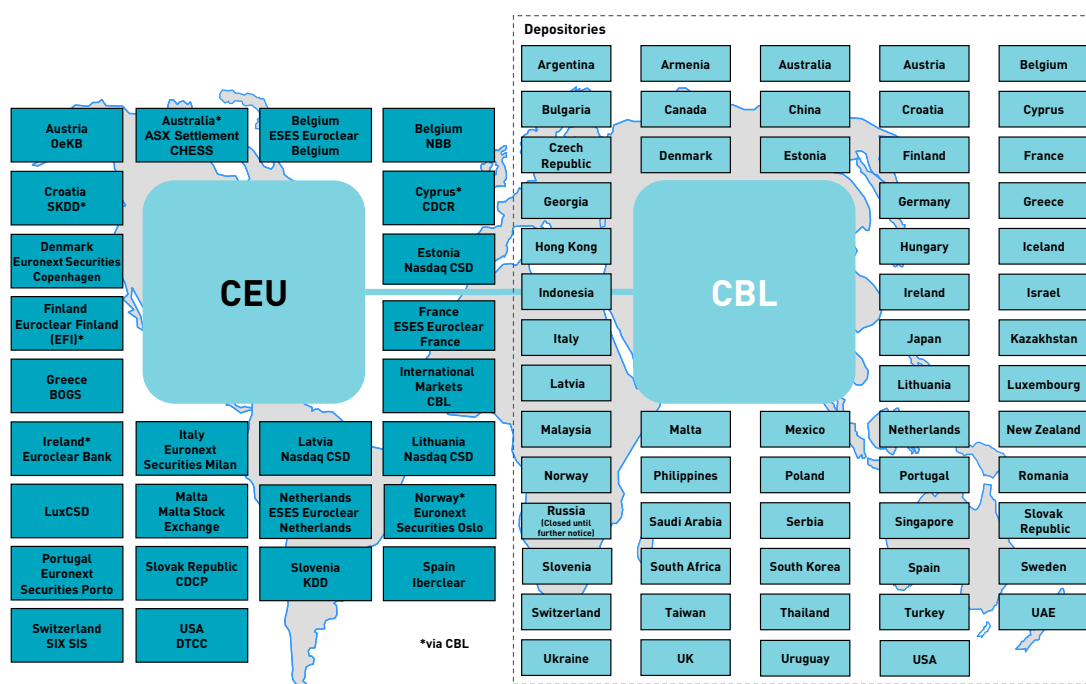 Depositories
Austria
OeKB
Australia*
ASX Settlement
CHESS
Belgium
ESES Euroclear
Belgium
Belgium
NBB
Croatia
SKDD*
Cyprus*
CDCR
Denmark
Euronext Securities
Copenhagen
Estonia
Nasdaq CSD
CEU
Finland
Euroclear Finland
(EFI)*
France
ESES Euroclear
France
Greece
BOGS
International
Markets
CBL
Ireland*
Euroclear Bank
Italy
Euronext
Securities Milan
Latvia
Nasdaq CSD
Lithuania
Nasdaq CSD
LuxCSD
Malta
Malta Stock
Exchange
Netherlands
ESES Euroclear
Netherlands
Norway*
Euronext
Securities Oslo
Portugal
Euronext
Securities Porto
Slovak Republic
CDCP
Slovenia
KDD
Spain
Iberclear
Switzerland
SIX SIS
USA
DTCC
*via CBL
Argentina
Armenia
Australia
Austria
Belgium
Bulgaria
Canada
China
Croatia
Cyprus
Czech
Republic
Denmark
Estonia
Finland
France
Georgia
Germany
Greece
Hong Kong
Hungary
Iceland
Indonesia
CBL
Ireland
Israel
Italy
Japan
Kazakhstan
Latvia
Lithuania
Luxembourg
Malaysia
Malta
Mexico
Netherlands
New Zealand
Norway
Philippines
Poland
Portugal
Romania
Russia
(Closed until
further notice)
Saudi Arabia
Serbia
Singapore
Slovak
Republic
Slovenia
South Africa
South Korea
Spain
Sweden
Switzerland
Taiwan
Thailand
Turkey
UAE
Ukraine
UK
Uruguay
USA